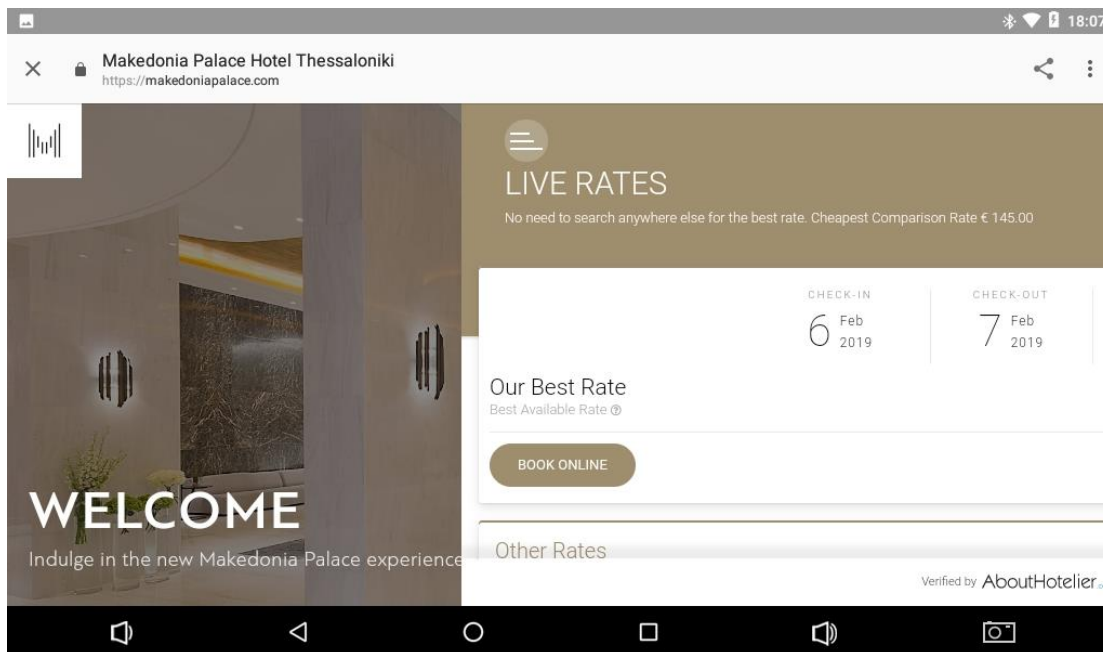 18:07
Makedonia Palace Hotel Thessaloniki
https://makedoniapalace.com
LIVE RATES
No need to search anywhere else for the best rate. Cheapest Comparison Rate € 145.00
CHECK-IN
6 Feb 2019
CHECK-OUT
7 Feb 2019
Our Best Rate
Best Available Rate
BOOK ONLINE
WELCOME
Indulge in the new Makedonia Palace experience
Other Rates
Verified by AboutHotelier